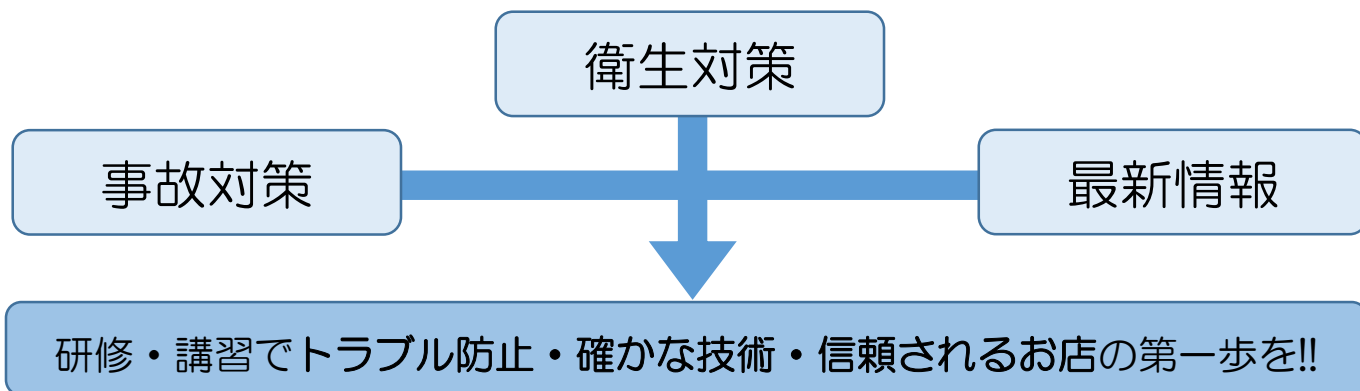 衛生対策
事故対策
最新情報
研修・講習でトラブル防止・確かな技術・信頼されるお店の第一歩を!!